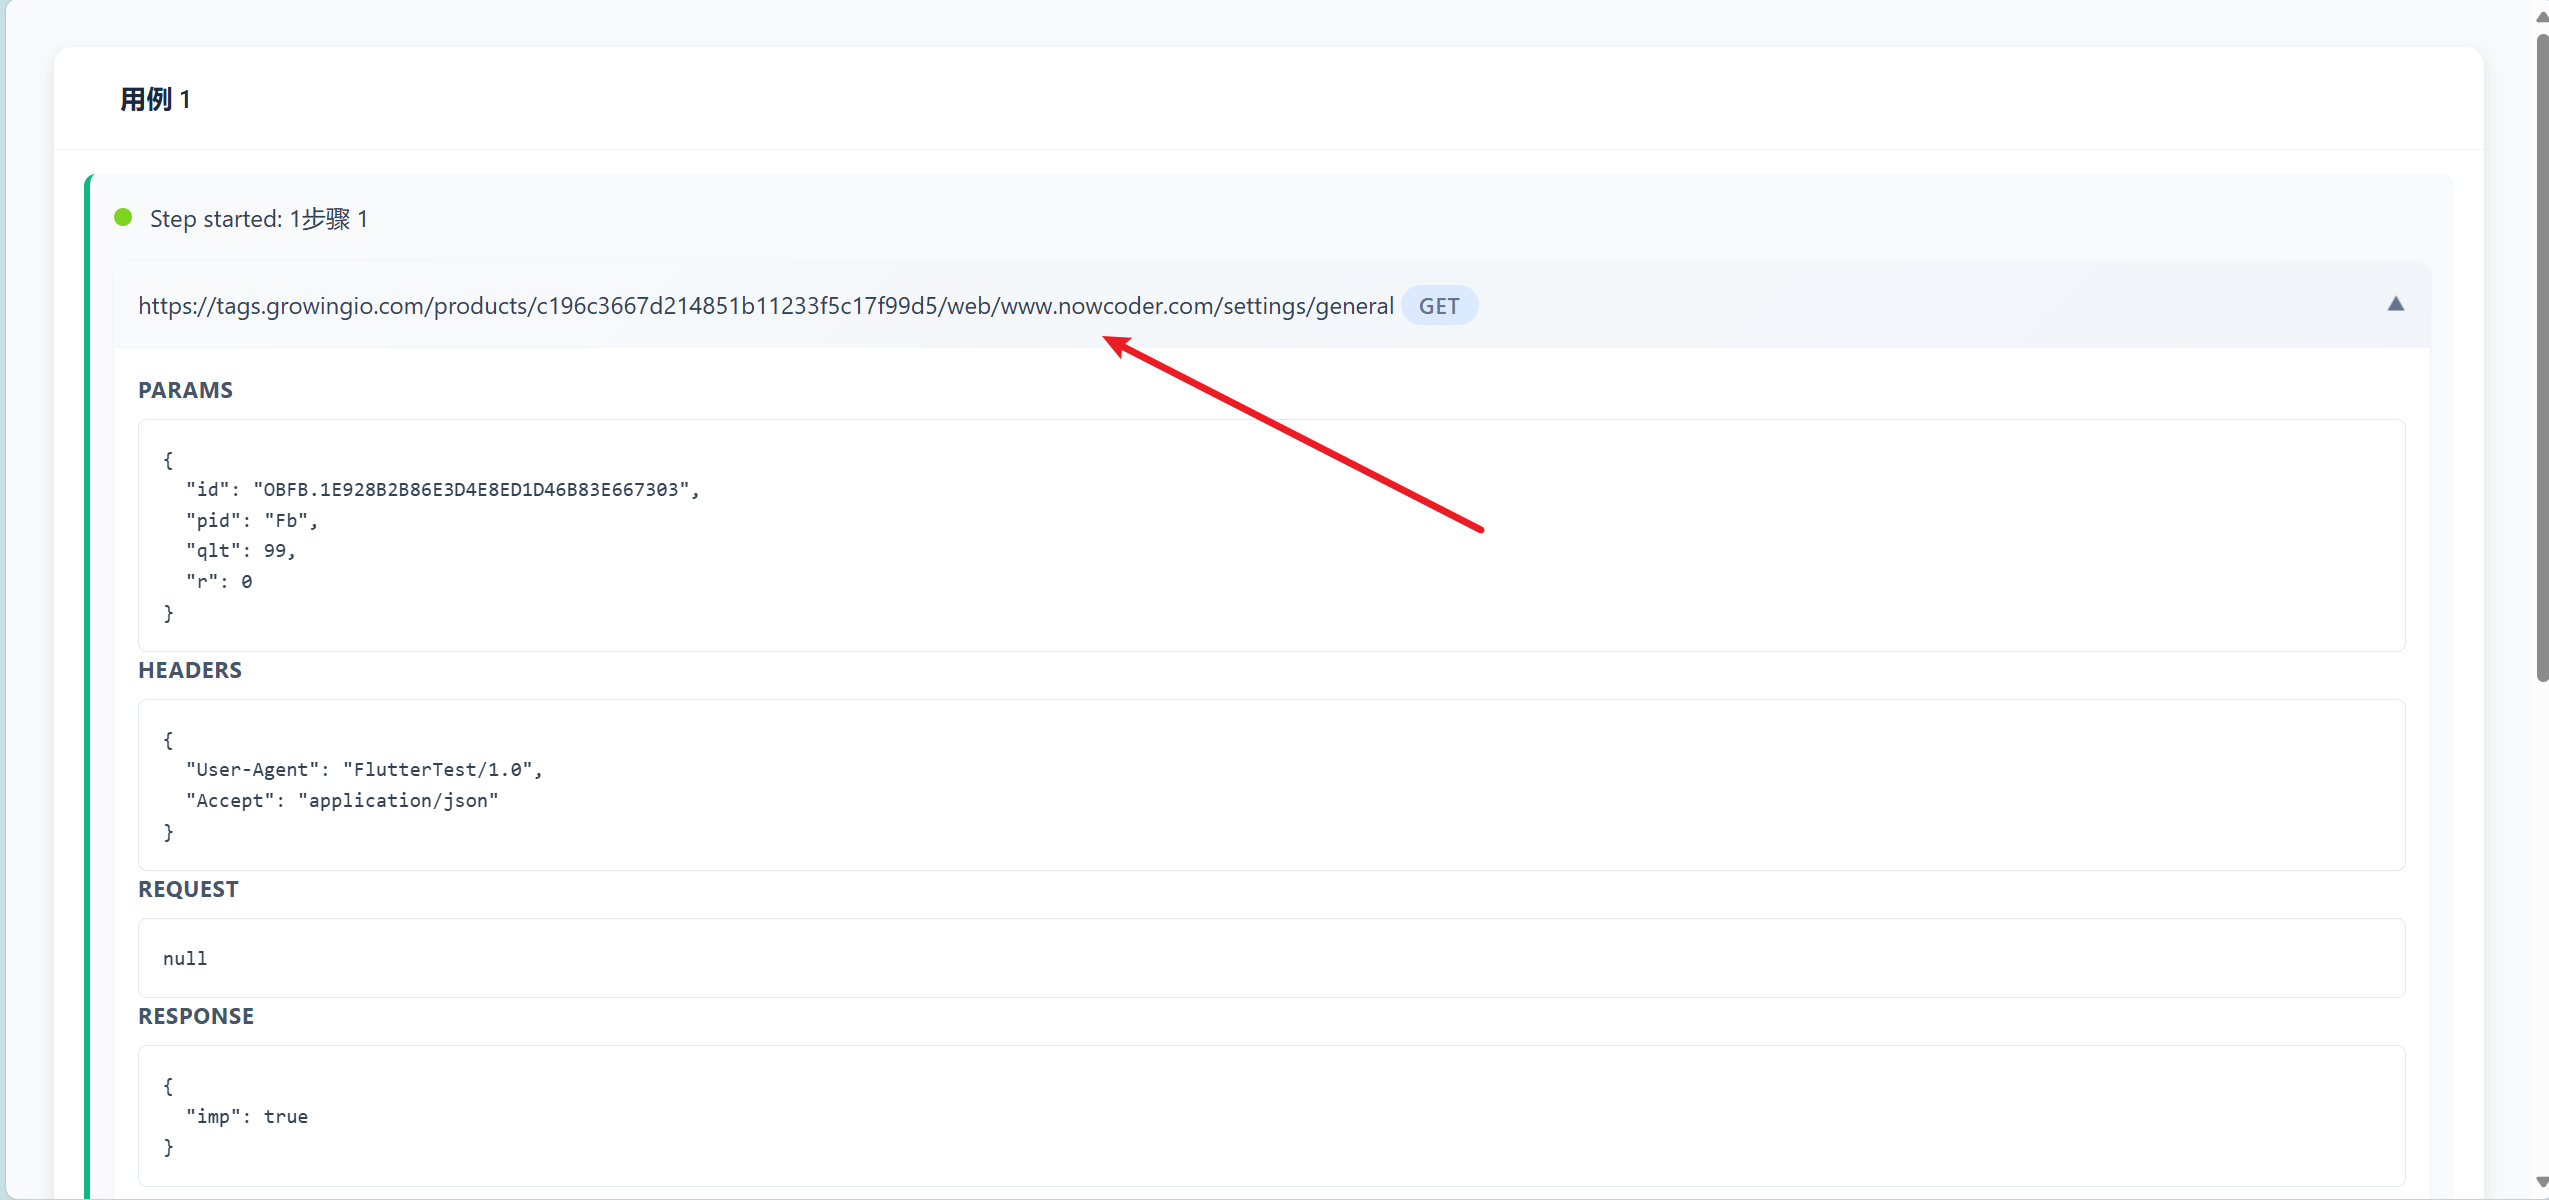 用例 1
Step started: 1步骤 1
https://tags.growingio.com/products/c196c3667d214851b11233f5c17f99d5/web/www.nowcoder.com/settings/general GET
PARAMS
{
"id": "OBFB.1E928B2B86E3D4E8ED1D46B83E667303",
"pid": "Fb",
"qlt": 99,
"r": 0
}
HEADERS
{
"User-Agent": "FlutterTest/1.0",
"Accept": "application/json"
}
REQUEST
null
RESPONSE
{
"imp": true
}